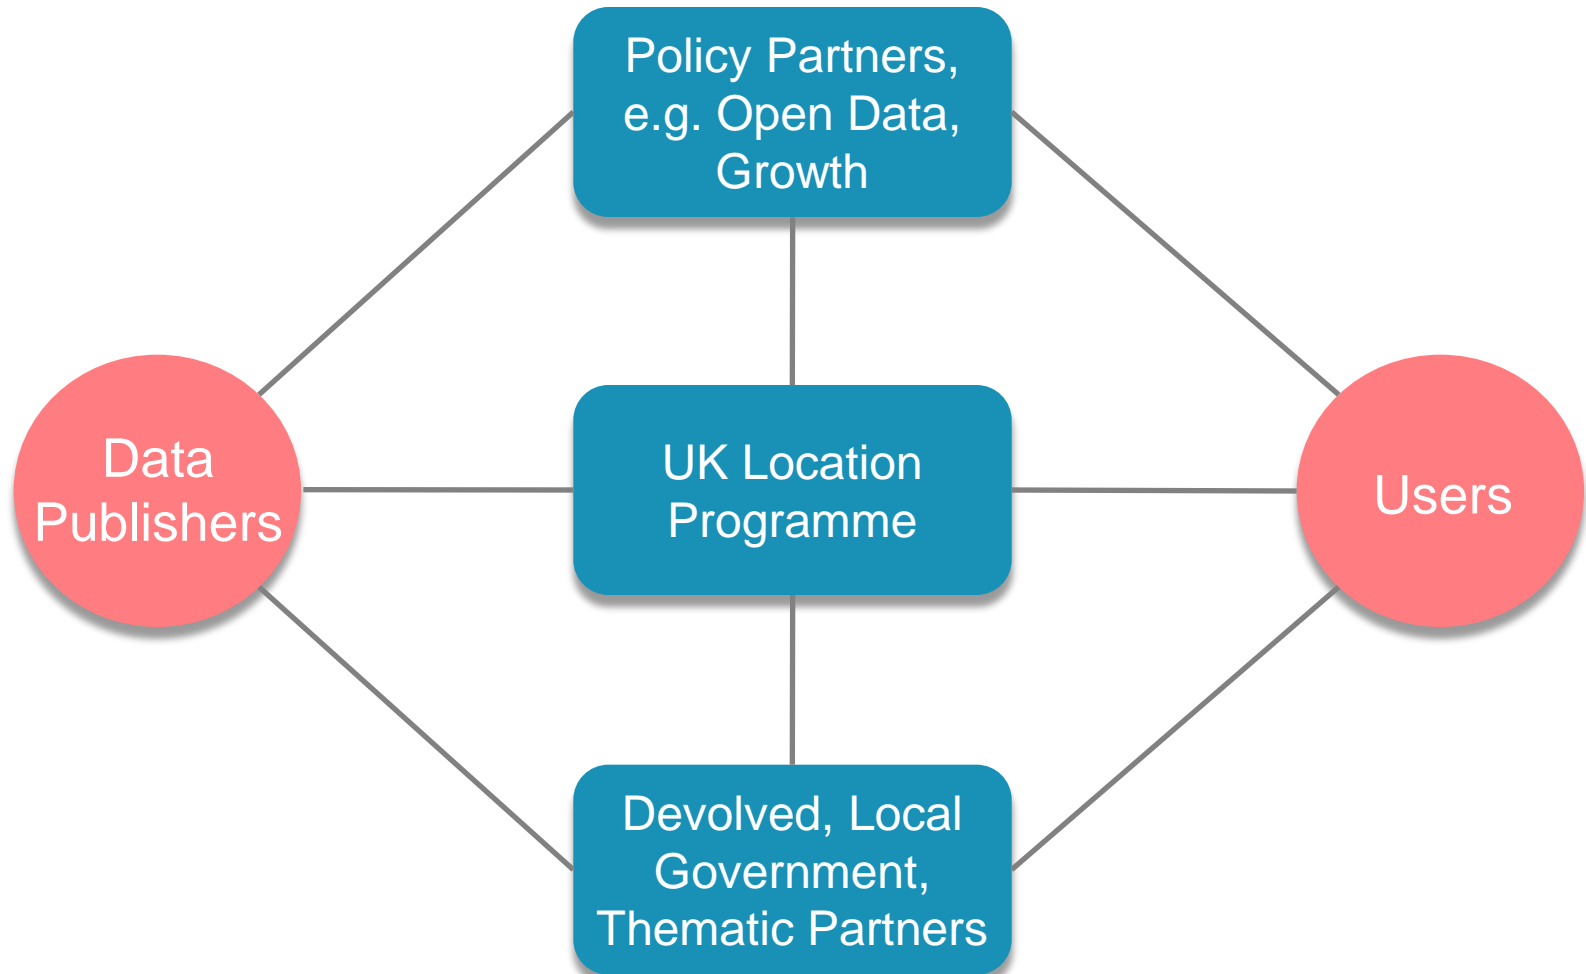 Policy Partners,
e.g. Open Data,
Growth
Data
Publishers
UK Location
Programme
Users
Devolved, Local
Government,
Thematic Partners